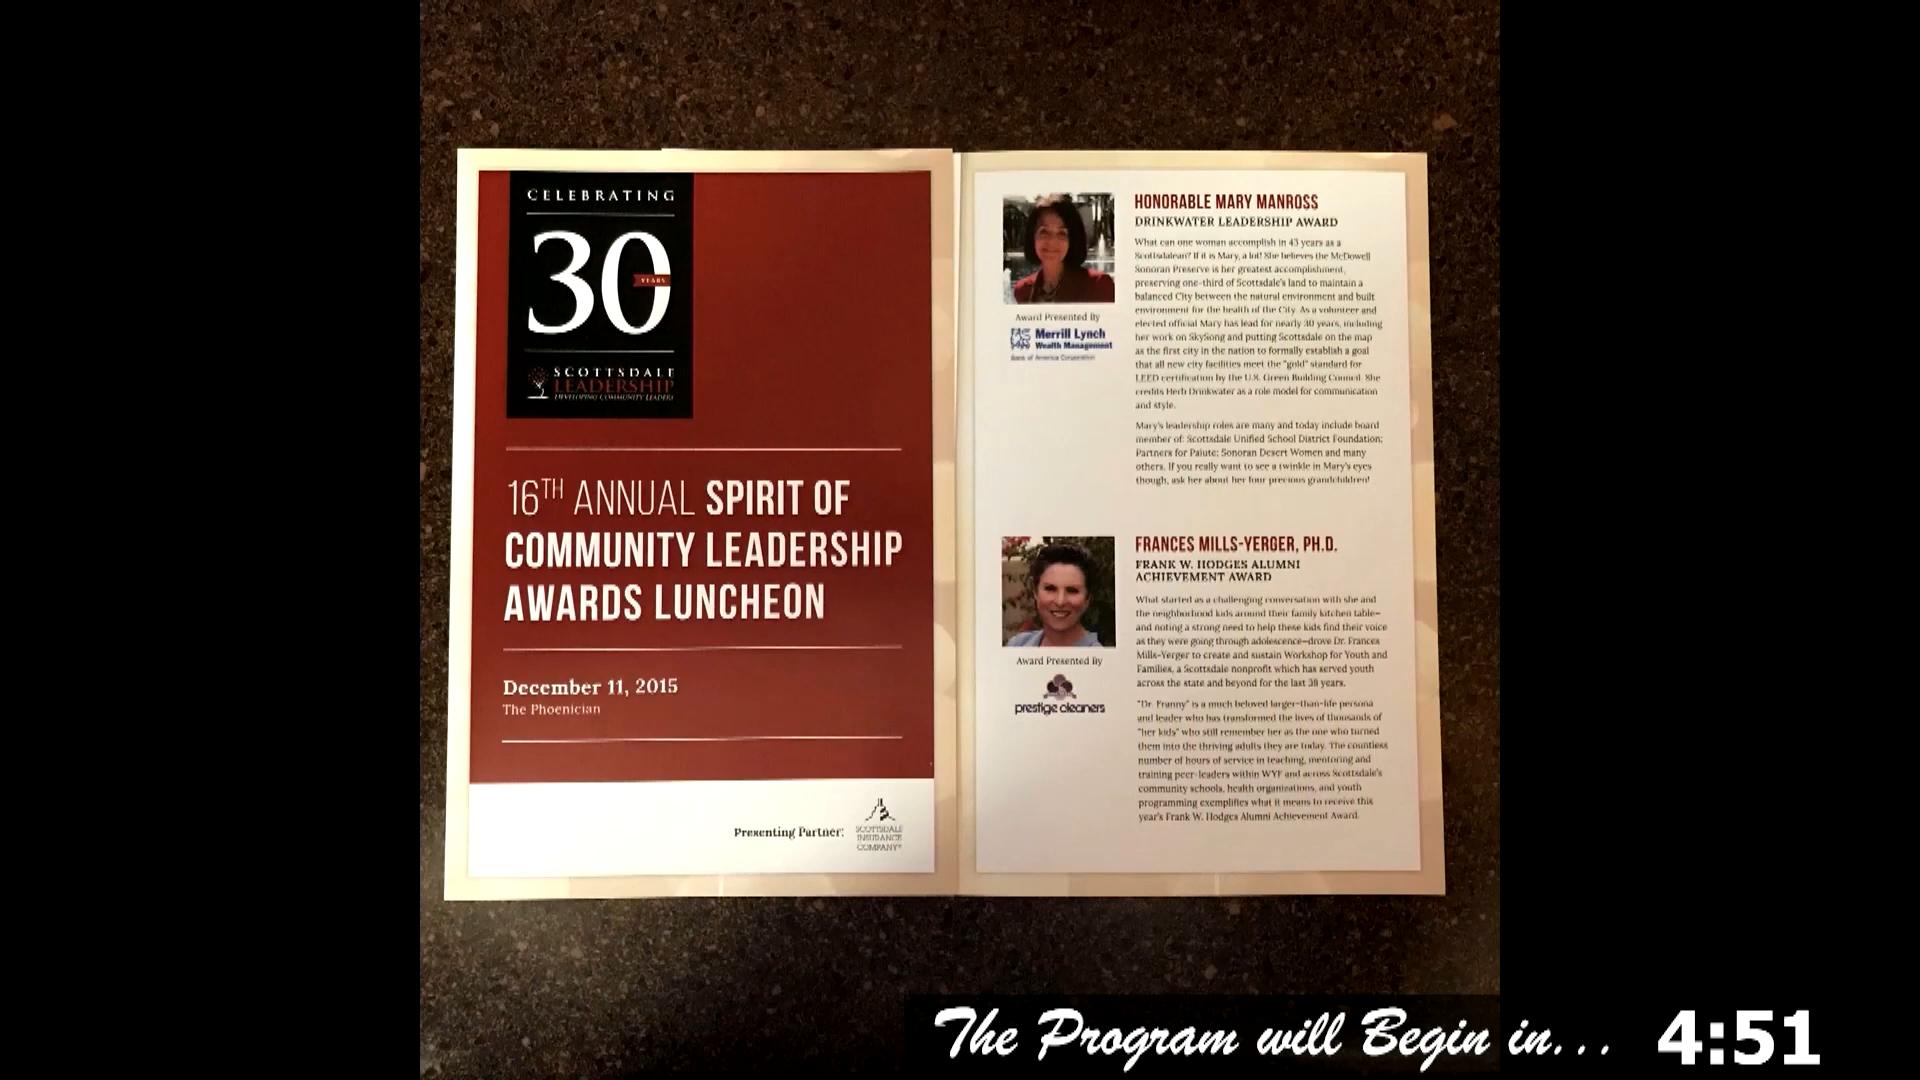 CELEBRATING
30
YEARS
SCOTTSDALE
LEADERSHIP
DEVELOPING COMMUNITY LEADERS
16TH ANNUAL SPIRIT OF
COMMUNITY LEADERSHIP
AWARDS LUNCHEON
December 11, 2015
The Phoenician
Presenting Partner:
SCOTTSDALE
INSURANCE
COMPANY®
HONORABLE MARY MANROSS
DRINKWATER LEADERSHIP AWARD
What can one woman accomplish in 43 years as a
Scottsdalean? If it is Mary, a lot! She believes the McDowell
Sonoran Preserve is her greatest accomplishment,
preserving one-third of Scottsdale's land to maintain a
balanced City between the natural environment and built
environment for the health of the City. As a volunteer and
elected official Mary has lead for nearly 30 years, including
her work on SkySong and putting Scottsdale on the map
as the first city in the nation to formally establish a goal
that all new city facilities meet the "gold" standard for
LEED certification by the U.S. Green Building Council. She
credits Herb Drinkwater as a role model for communication
and style.
Mary's leadership roles are many and today include board
member of: Scottsdale Unified School District Foundation;
Partners for Paiute; Sonoran Desert Women and many
others. If you really want to see a twinkle in Mary's eyes
though, ask her about her four precious grandchildren!
Award Presented By
Merrill Lynch
Wealth Management
Bank of America Corporation
FRANCES MILLS-YERGER, PH.D.
FRANK W. HODGES ALUMNI
ACHIEVEMENT AWARD
What started as a challenging conversation with she and
the neighborhood kids around their family kitchen table—
and noting a strong need to help these kids find their voice
as they were going through adolescence—drove Dr. Frances
Mills-Yerger to create and sustain Workshop for Youth and
Families, a Scottsdale nonprofit which has served youth
across the state and beyond for the last 38 years.
"Dr. Franny" is a much beloved larger-than-life persona
and leader who has transformed the lives of thousands of
"her kids" who still remember her as the one who turned
them into the thriving adults they are today. The countless
number of hours of service in teaching, mentoring and
training peer-leaders within WYF and across Scottsdale's
community schools, health organizations, and youth
programming exemplifies what it means to receive this
year's Frank W. Hodges Alumni Achievement Award.
Award Presented By
prestige cleaners
The Program will Begin in... 4:51